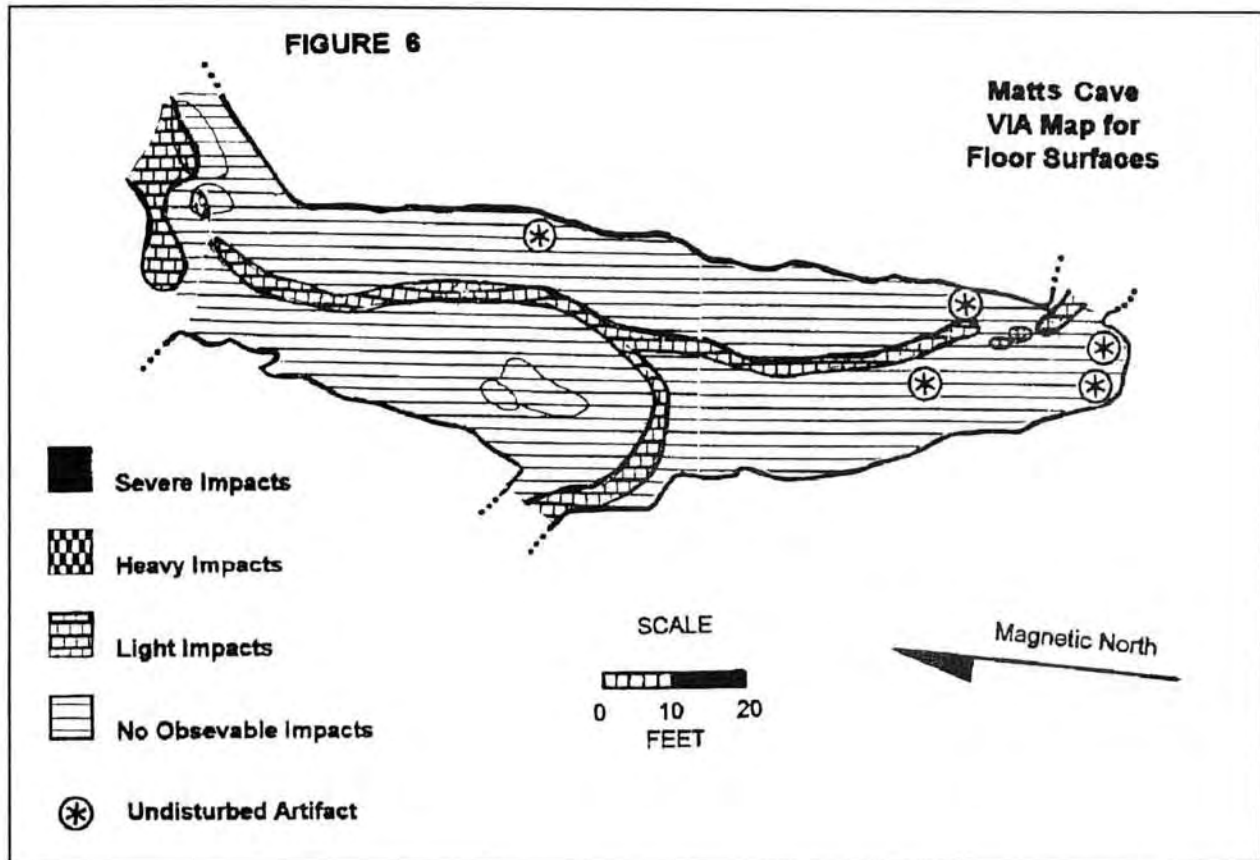 FIGURE 6
Matts Cave
VIA Map for
Floor Surfaces
Severe Impacts
Heavy Impacts
Light Impacts
No Obsevable Impacts
Undisturbed Artifact
SCALE
0 10 20
FEET
Magnetic North